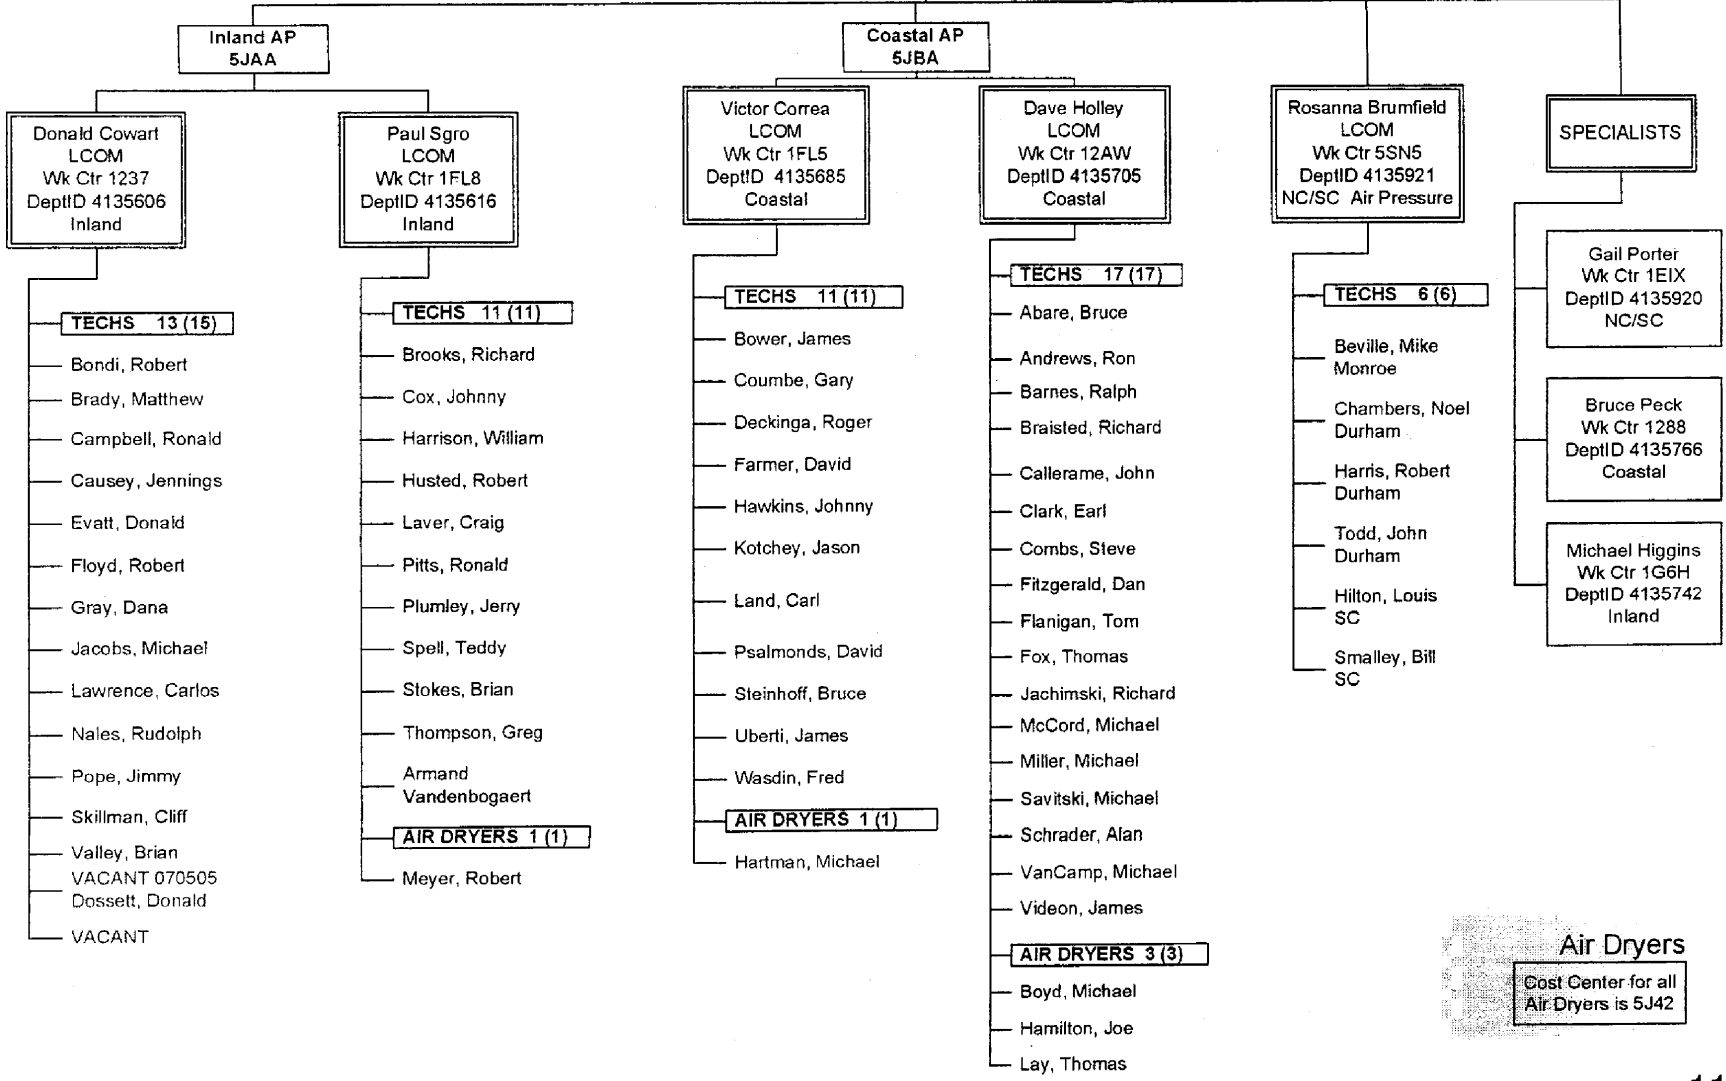 Inland AP
5JAA
Coastal AP
5JBA
Donald Cowart
LCOM
Wk Ctr 1237
DeptID 4135606
Inland
TECHS 13 (15)
Bondi, Robert
Brady, Matthew
Campbell, Ronald
Causey, Jennings
Evatt, Donald
Floyd, Robert
Gray, Dana
Jacobs, Michael
Lawrence, Carlos
Nales, Rudolph
Pope, Jimmy
Skillman, Cliff
Valley, Brian
VACANT 070505
Dossett, Donald
VACANT
Paul Sgro
LCOM
Wk Ctr 1FL8
DeptID 4135616
Inland
TECHS 11 (11)
Brooks, Richard
Cox, Johnny
Harrison, William
Husted, Robert
Laver, Craig
Pitts, Ronald
Plumley, Jerry
Spell, Teddy
Stokes, Brian
Thompson, Greg
Armand
Vandenbogaert
AIR DRYERS 1 (1)
Meyer, Robert
Victor Correa
LCOM
Wk Ctr 1FL5
DeptID 4135685
Coastal
TECHS 11 (11)
Bower, James
Coumbe, Gary
Deckinga, Roger
Farmer, David
Hawkins, Johnny
Kotchey, Jason
Land, Carl
Psalmonds, David
Steinhoff, Bruce
Uberti, James
Wasdin, Fred
AIR DRYERS 1 (1)
Hartman, Michael
Dave Holley
LCOM
Wk Ctr 12AW
DeptID 4135705
Coastal
TECHS 17 (17)
Abare, Bruce
Andrews, Ron
Barnes, Ralph
Braisted, Richard
Callerame, John
Clark, Earl
Combs, Steve
Fitzgerald, Dan
Flanigan, Tom
Fox, Thomas
Jachimski, Richard
McCord, Michael
Miller, Michael
Savitski, Michael
Schrader, Alan
VanCamp, Michael
Videon, James
AIR DRYERS 3 (3)
Boyd, Michael
Hamilton, Joe
Lay, Thomas
Rosanna Brumfield
LCOM
Wk Ctr 5SN5
DeptID 4135921
NC/SC Air Pressure
TECHS 6 (6)
Beville, Mike
Monroe
Chambers, Noel
Durham
Harris, Robert
Durham
Todd, John
Durham
Hilton, Louis
SC
Smalley, Bill
SC
SPECIALISTS
Gail Porter
Wk Ctr 1EIX
DeptID 4135920
NC/SC
Bruce Peck
Wk Ctr 1288
DeptID 4135766
Coastal
Michael Higgins
Wk Ctr 1G6H
DeptID 4135742
Inland
Air Dryers
Cost Center for all
Air Dryers is 5J42